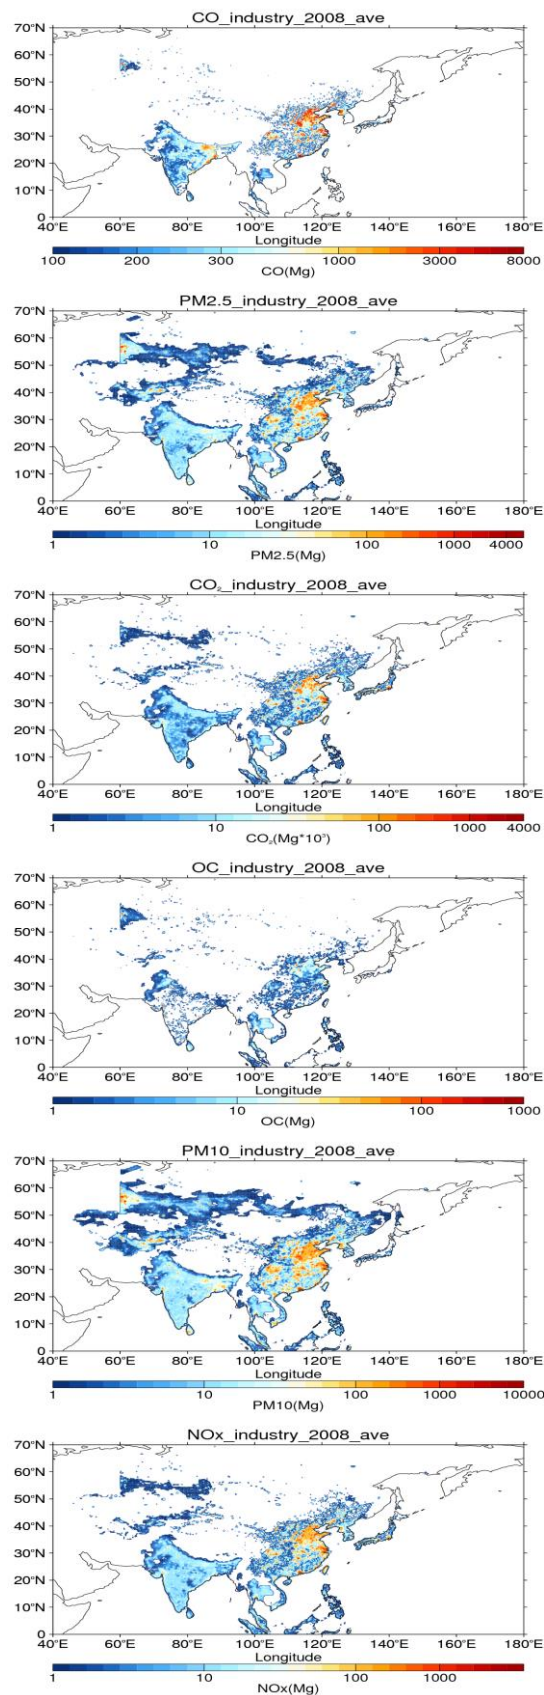 CO_industry_2008_ave
70°N
60°N
50°N
40°N
30°N
20°N
10°N
0
40°E 60°E 80°E 100°E 120°E 140°E 160°E 180°E
Longitude
100 200 300 1000 3000 8000
CO(Mg)
PM2.5_industry_2008_ave
70°N
60°N
50°N
40°N
30°N
20°N
10°N
0
40°E 60°E 80°E 100°E 120°E 140°E 160°E 180°E
Longitude
1 10 100 1000 4000
PM2.5(Mg)
CO₂_industry_2008_ave
70°N
60°N
50°N
40°N
30°N
20°N
10°N
0
40°E 60°E 80°E 100°E 120°E 140°E 160°E 180°E
Longitude
1 10 100 1000 4000
CO₂(Mg*10³)
OC_industry_2008_ave
70°N
60°N
50°N
40°N
30°N
20°N
10°N
0
40°E 60°E 80°E 100°E 120°E 140°E 160°E 180°E
Longitude
1 10 100 1000
OC(Mg)
PM10_industry_2008_ave
70°N
60°N
50°N
40°N
30°N
20°N
10°N
0
40°E 60°E 80°E 100°E 120°E 140°E 160°E 180°E
Longitude
1 10 100 1000 10000
PM10(Mg)
NOx_industry_2008_ave
70°N
60°N
50°N
40°N
30°N
20°N
10°N
0
40°E 60°E 80°E 100°E 120°E 140°E 160°E 180°E
Longitude
1 10 100 1000
NOx(Mg)